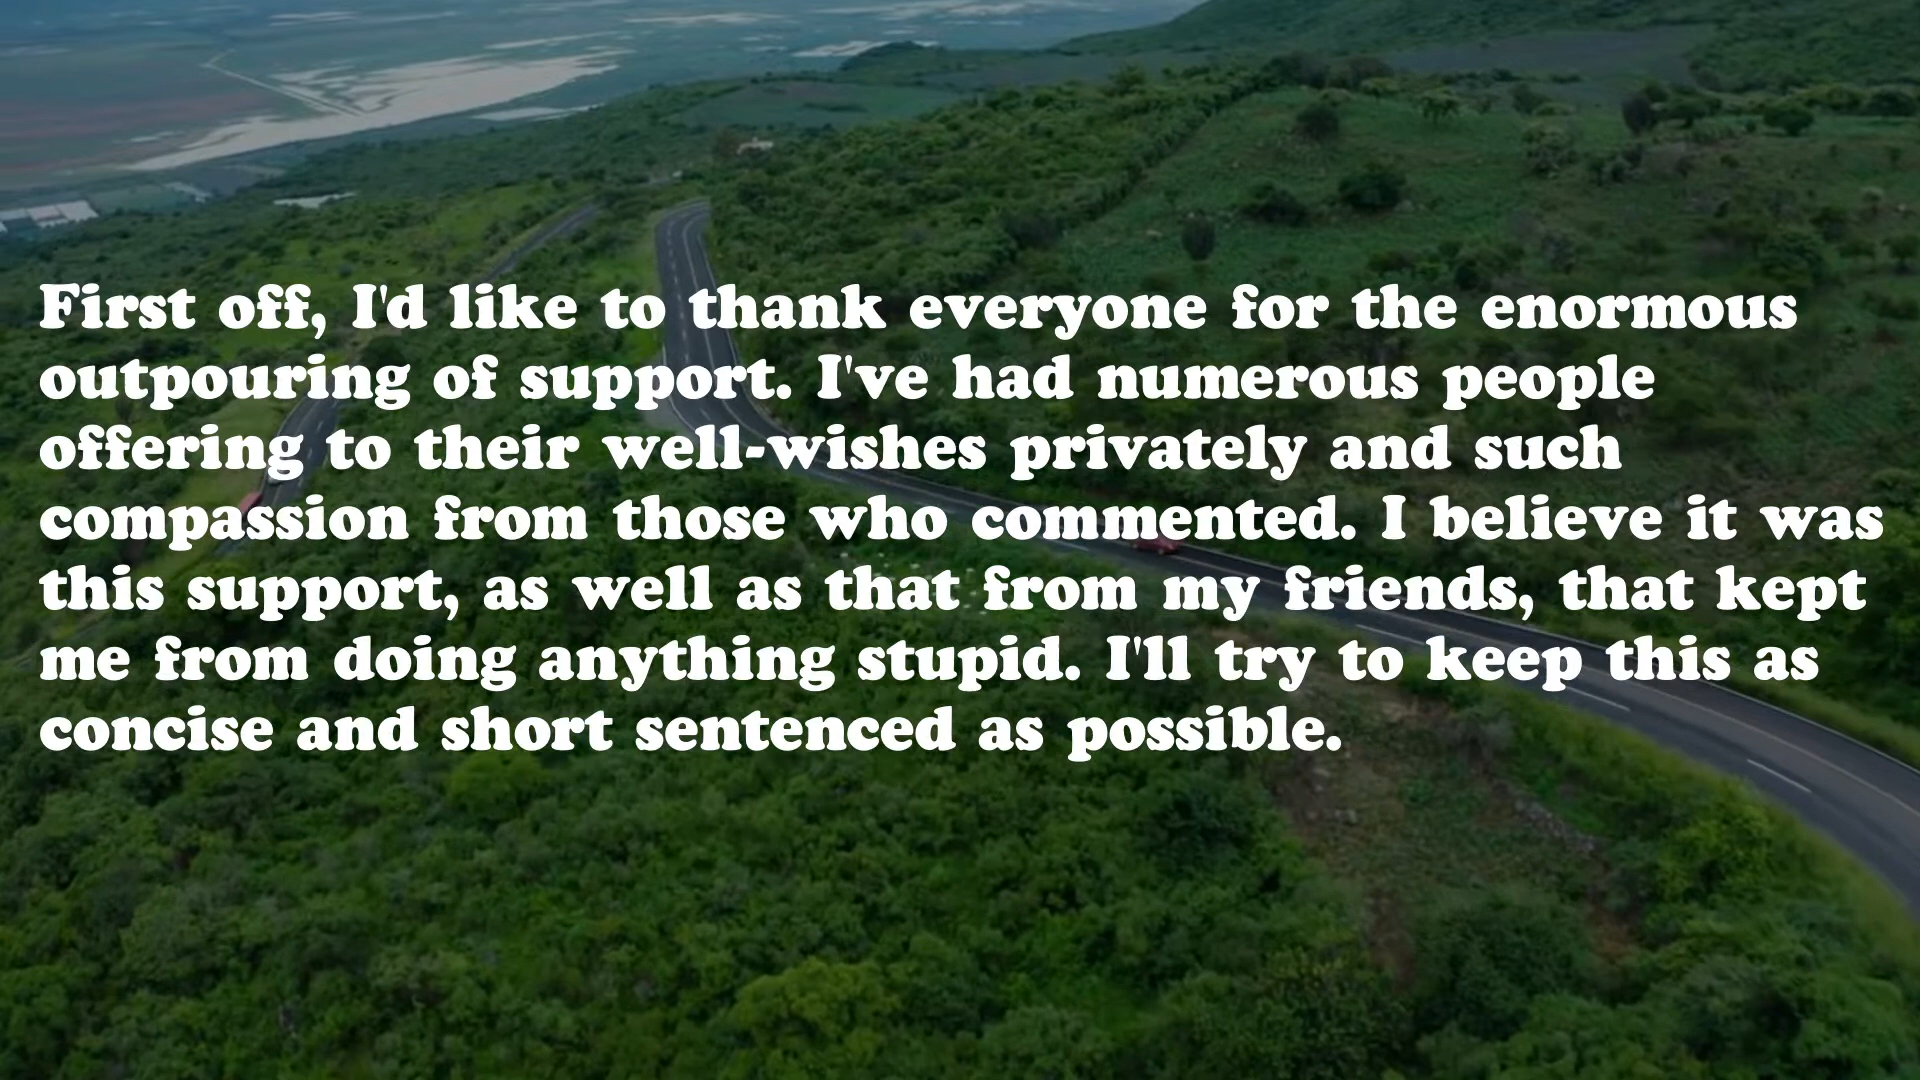 First off, I'd like to thank everyone for the enormous
outpouring of support. I've had numerous people
offering to their well-wishes privately and such
compassion from those who commented. I believe it was
this support, as well as that from my friends, that kept
me from doing anything stupid. I'll try to keep this as
concise and short sentenced as possible.